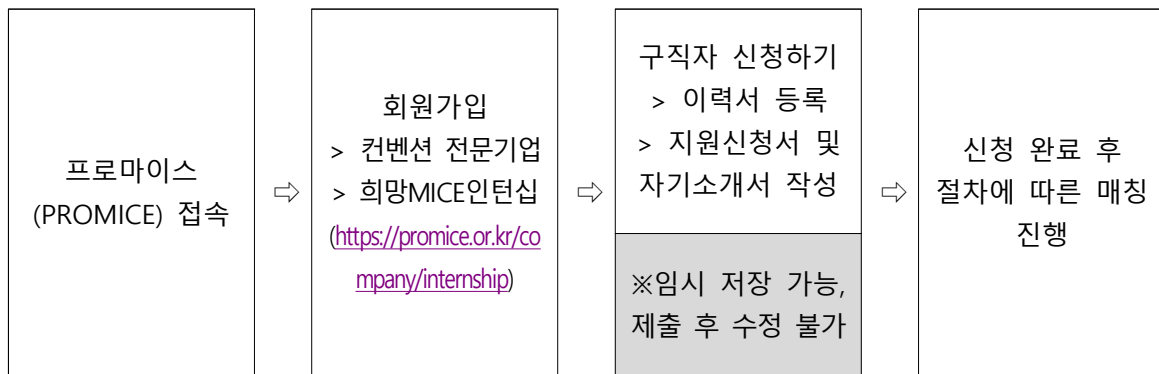 프로마이스
(PROMICE) 접속
⇨
회원가입
> 컨벤션 전문기업
> 희망MICE인턴십
(https://promice.or.kr/co
mpany/internship)
⇨
구직자 신청하기
> 이력서 등록
> 지원신청서 및
자기소개서 작성
※임시 저장 가능,
제출 후 수정 불가
⇨
신청 완료 후
절차에 따른 매칭
진행